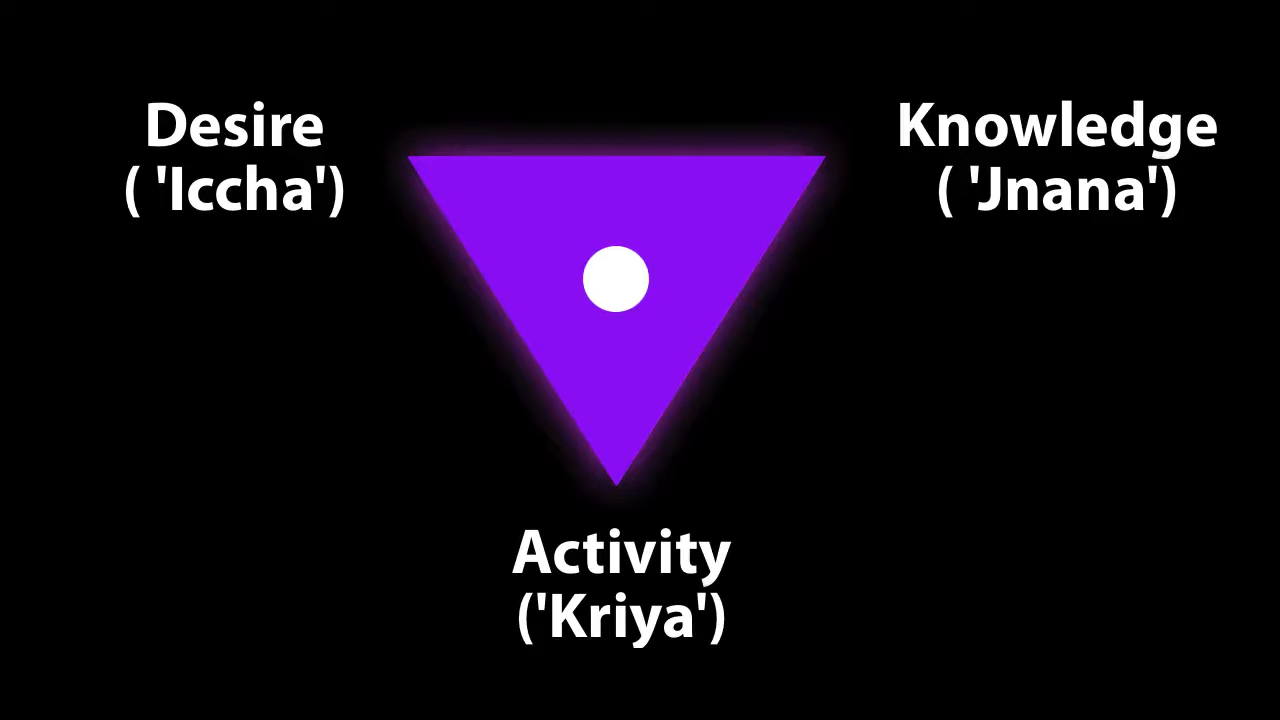 Desire
( 'Iccha')
Knowledge
( 'Jnana')
Activity
('Kriya')